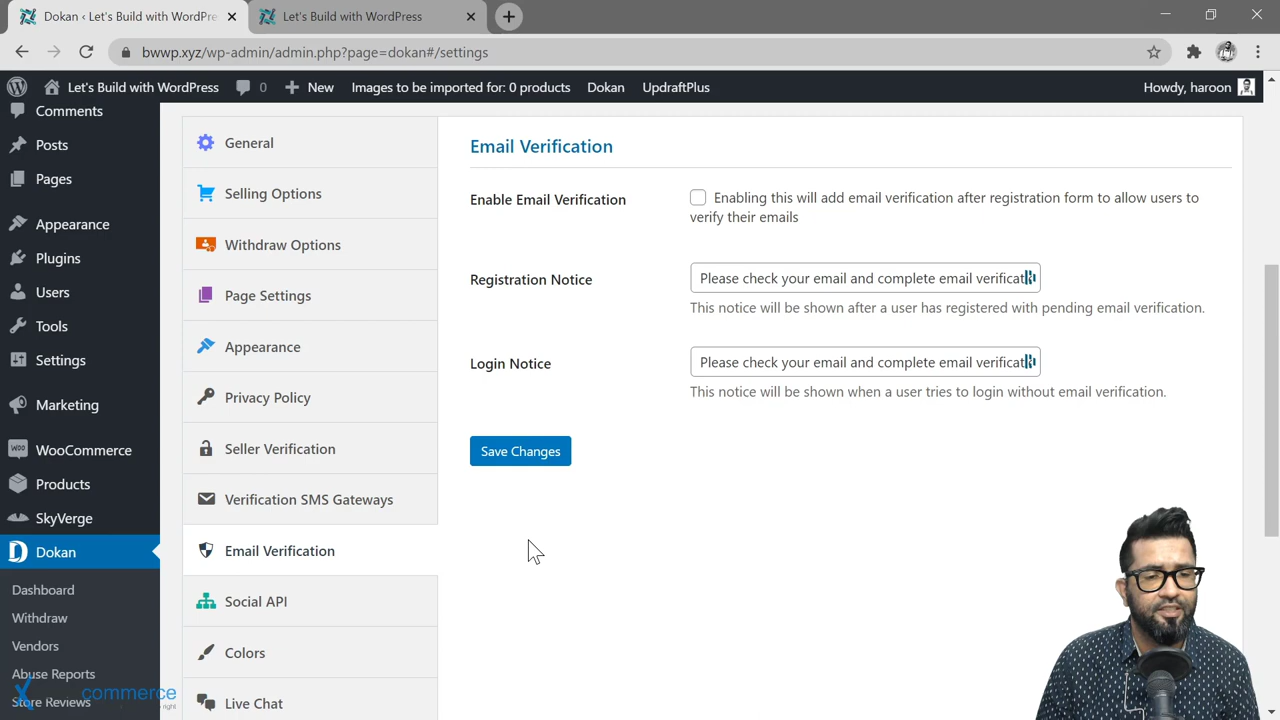 Dokan ‹ Let's Build with WordPre
Let's Build with WordPress
bwwp.xyz/wp-admin/admin.php?page=dokan#/settings
Let's Build with WordPress
0
New
Images to be imported for: 0 products
Dokan
UpdraftPlus
Howdy, haroon
Comments
Posts
Pages
Appearance
Plugins
Users
Tools
Settings
Marketing
WooCommerce
Products
SkyVerge
Dokan
Dashboard
Withdraw
Vendors
Abuse Reports
Store Reviews
commerce
General
Selling Options
Withdraw Options
Page Settings
Appearance
Privacy Policy
Seller Verification
Verification SMS Gateways
Email Verification
Social API
Colors
Live Chat
Email Verification
Enable Email Verification
Enabling this will add email verification after registration form to allow users to
verify their emails
Registration Notice
Please check your email and complete email verificat
This notice will be shown after a user has registered with pending email verification.
Login Notice
Please check your email and complete email verificat
This notice will be shown when a user tries to login without email verification.
Save Changes